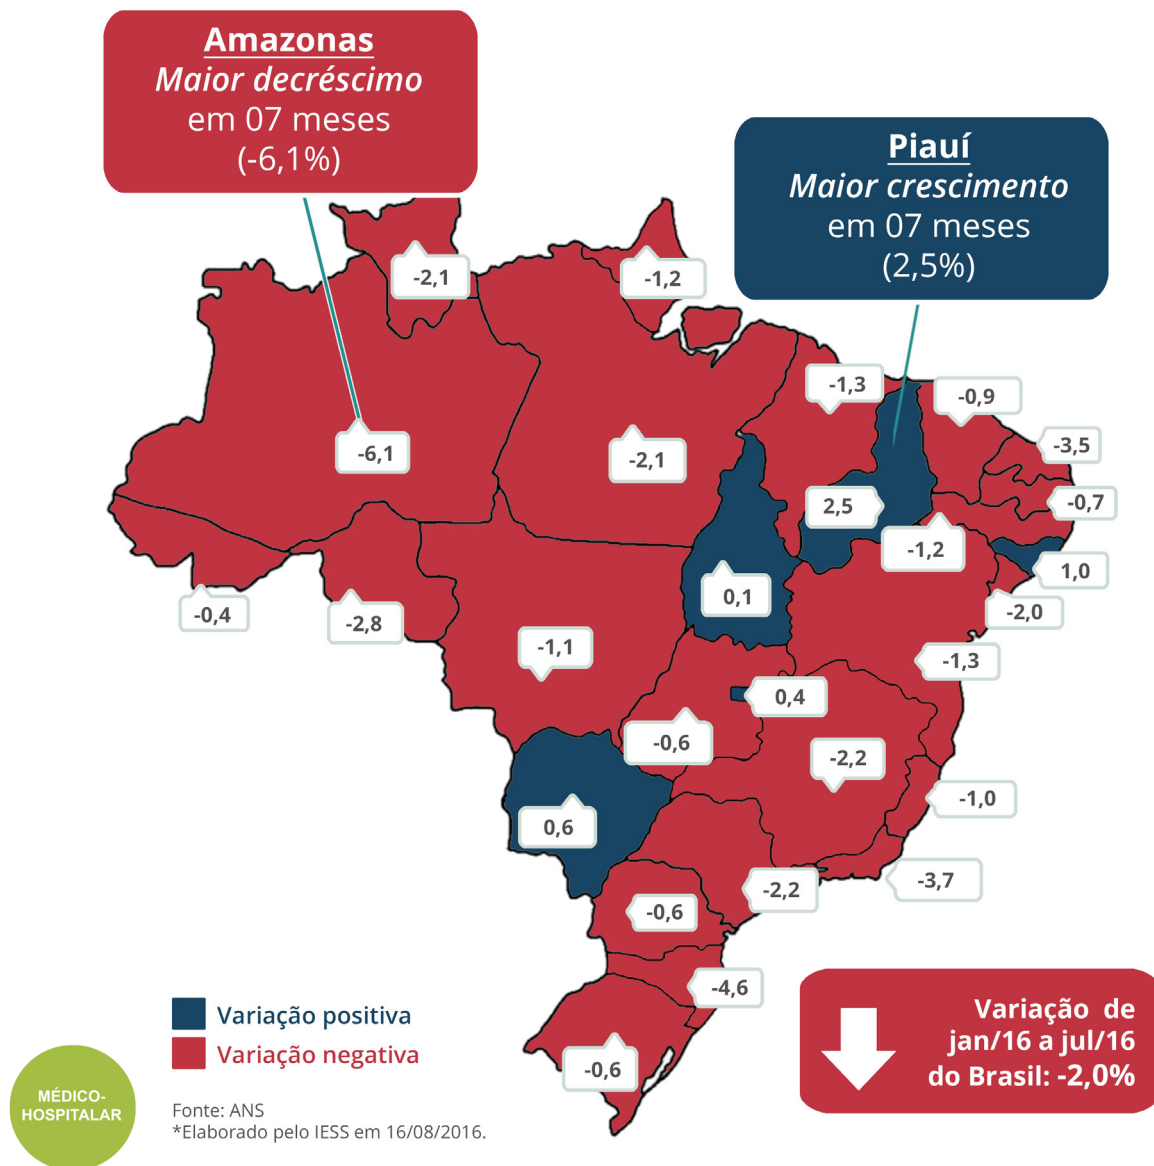 Amazonas
Maior decréscimo
em 07 meses
(-6,1%)
Piauí
Maior crescimento
em 07 meses
(2,5%)
-2,1
-1,2
-1,3
-0,9
-3,5
-6,1
-2,1
2,5
-0,7
-1,2
1,0
0,1
-2,0
-0,4
-2,8
-1,1
-1,3
0,4
-0,6
-2,2
-1,0
0,6
-3,7
-2,2
-0,6
-4,6
-0,6
Variação positiva
Variação negativa
Variação de
jan/16 a jul/16
do Brasil: -2,0%
MÉDICO-
HOSPITALAR
Fonte: ANS
*Elaborado pelo IESS em 16/08/2016.